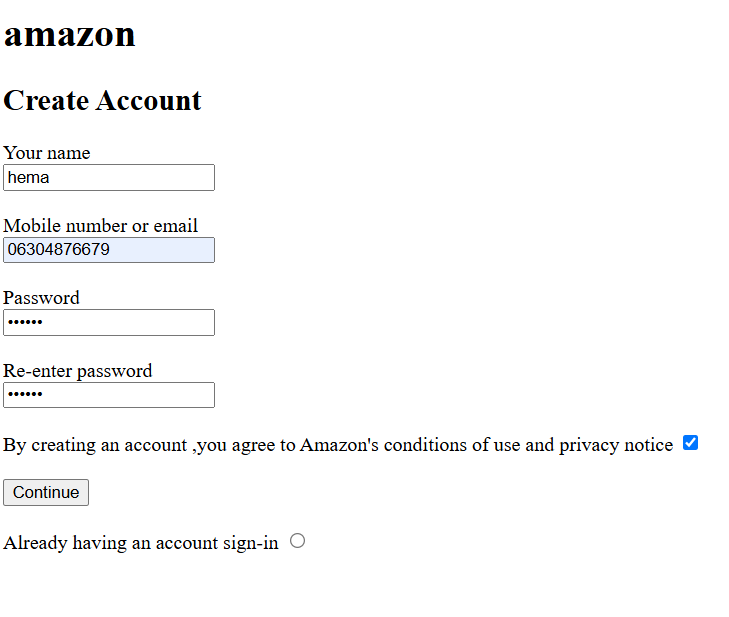 amazon
Create Account
Your name
hema
Mobile number or email
06304876679
Password
••••••
Re-enter password
••••••
By creating an account ,you agree to Amazon's conditions of use and privacy notice
Continue
Already having an account sign-in